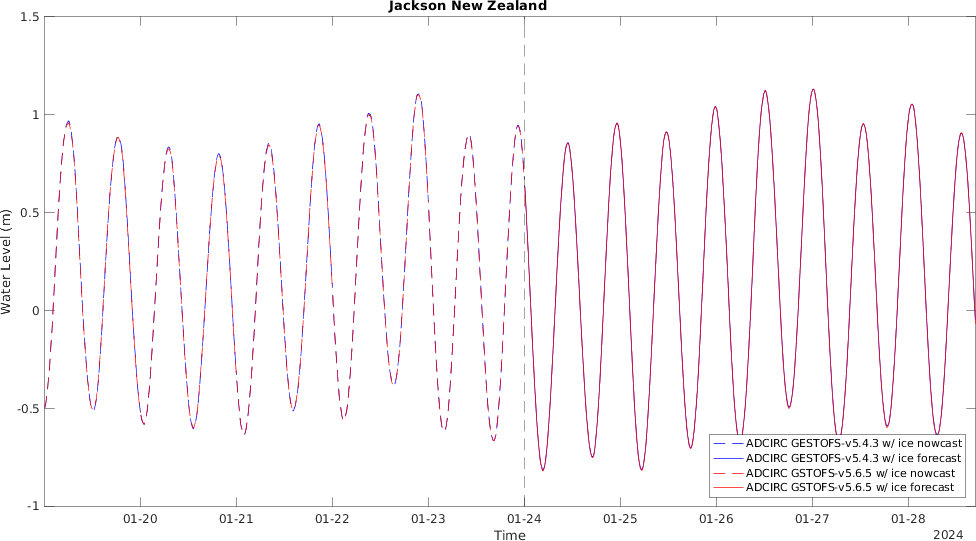 Jackson New Zealand
1.5
1
0.5
0
-0.5
-1
Water Level (m)
01-20
01-21
01-22
01-23
01-24
01-25
01-26
01-27
01-28
Time
2024
ADCIRC GESTOFS-v5.4.3 w/ ice nowcast
ADCIRC GESTOFS-v5.4.3 w/ ice forecast
ADCIRC GSTOFS-v5.6.5 w/ ice nowcast
ADCIRC GSTOFS-v5.6.5 w/ ice forecast